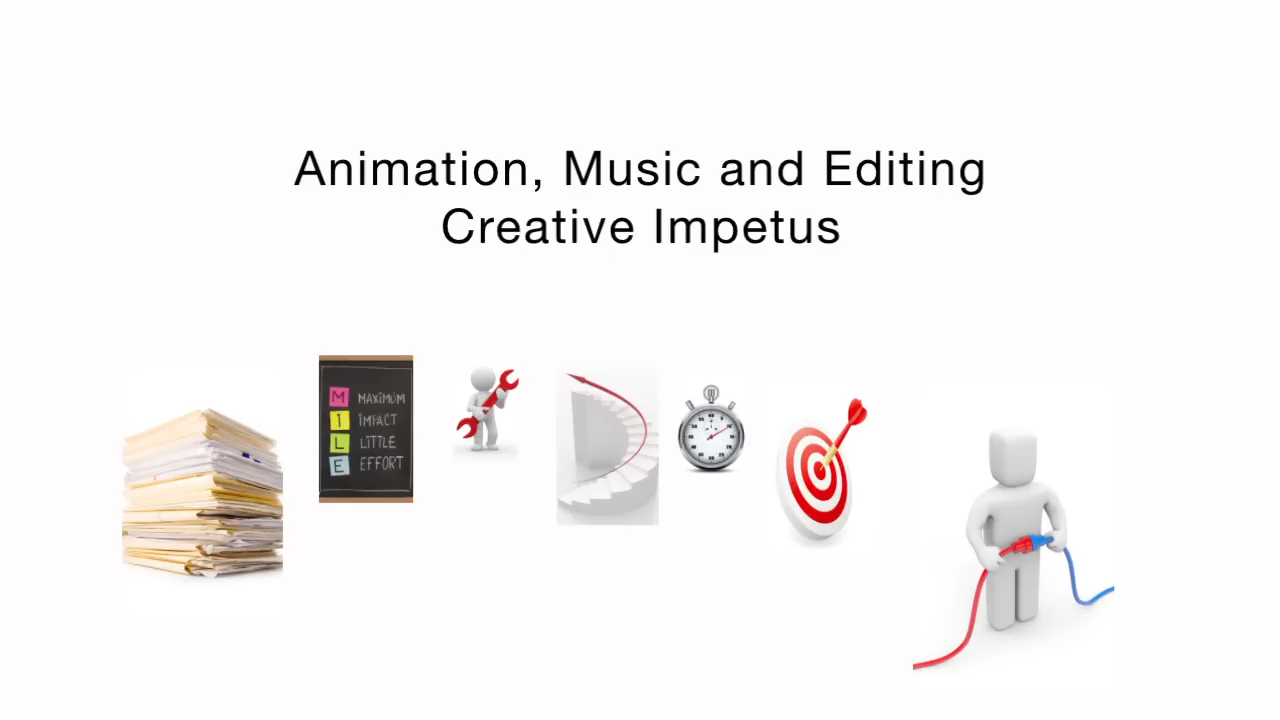 Animation, Music and Editing
Creative Impetus
M MAXIMUM
I IMPACT
L LITTLE
E EFFORT